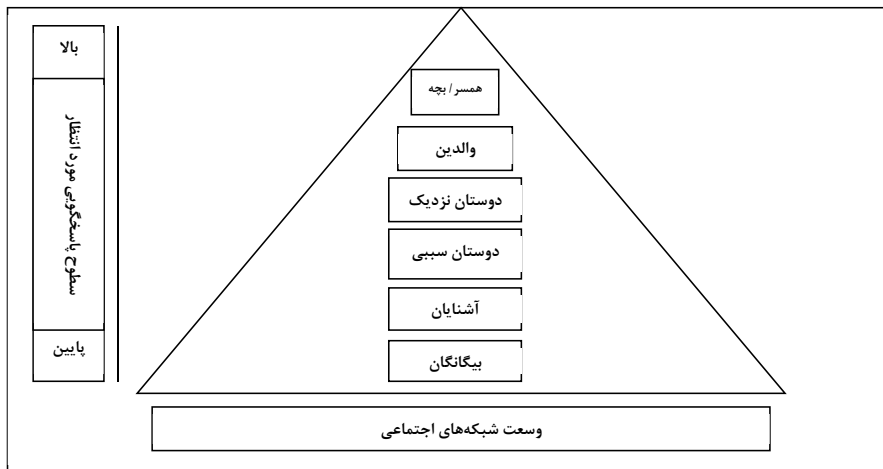 بالا
سطوح پاسخگویی مورد انتظار
پایین
همسر/ بچه
والدین
دوستان نزدیک
دوستان سببی
آشنایان
بیگانگان
وسعت شبکه‌های اجتماعی